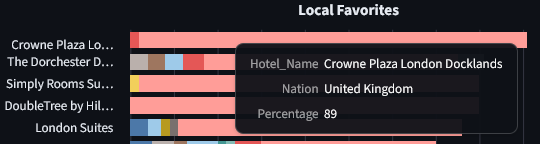 Local Favorites
Crowne Plaza Lo...
The Dorchester D...
Simply Rooms Su...
DoubleTree by Hil...
London Suites
Hotel_Name Crowne Plaza London Docklands
Nation United Kingdom
Percentage 89